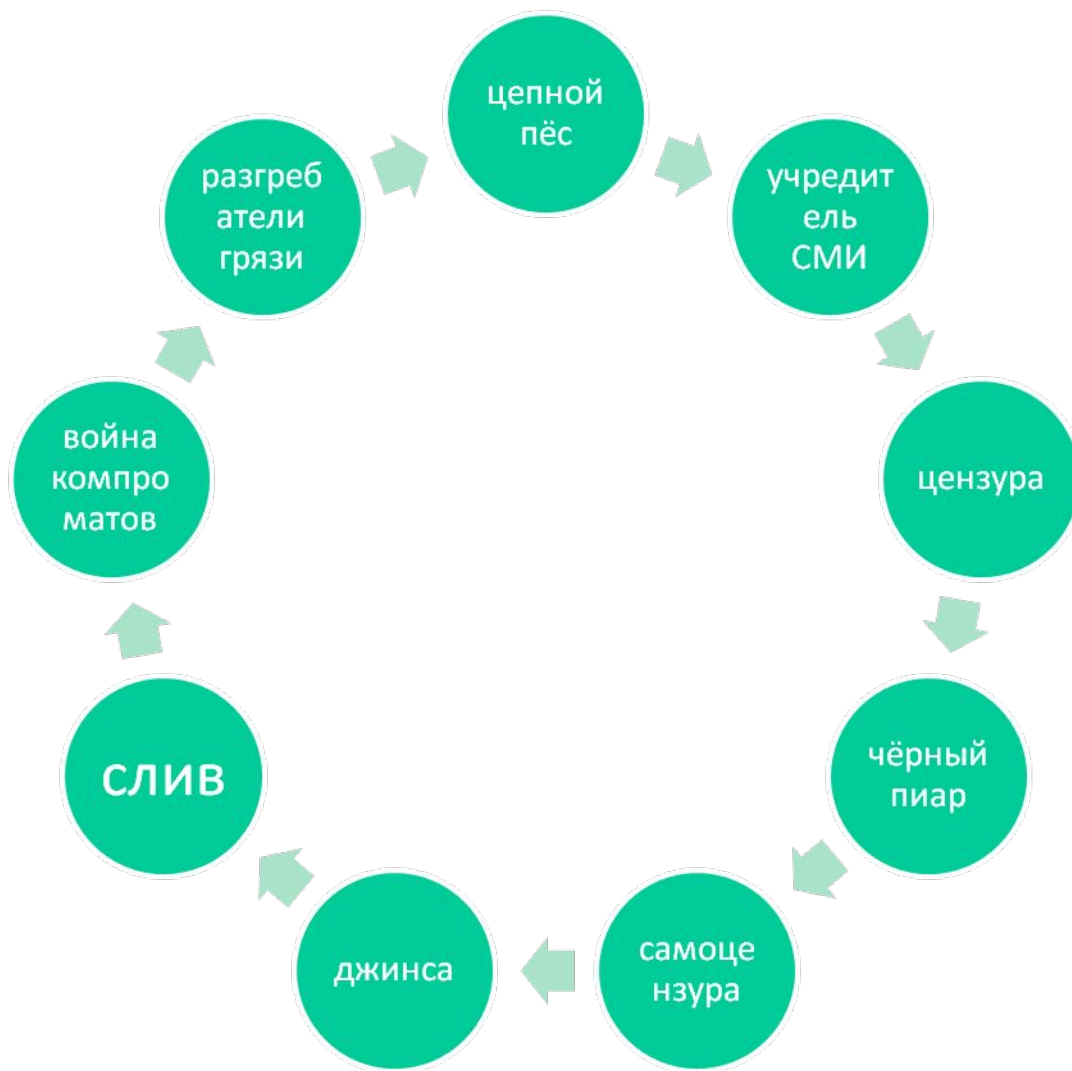 цепной
пёс
учредит
ель
СМИ
цензура
чёрный
пиар
самоце
нзура
джинса
слив
война
компро
матов
разгреб
атели
грязи